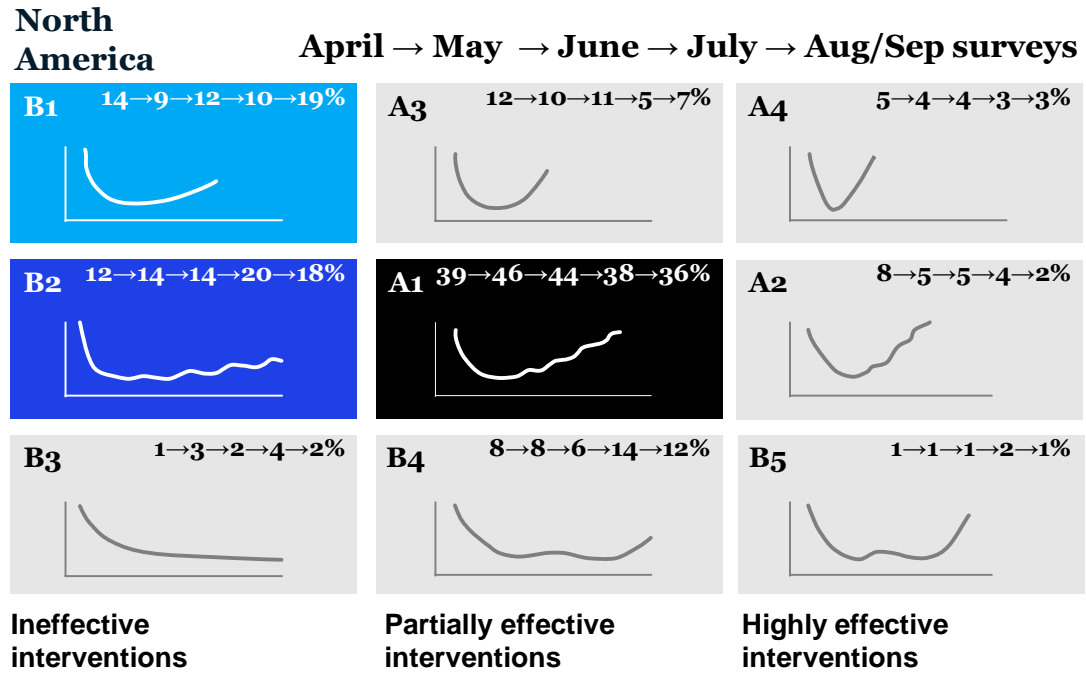 North
America
April → May → June → July → Aug/Sep surveys
B1 14→9→12→10→19%
A3 12→10→11→5→7%
A4 5→4→4→3→3%
B2 12→14→14→20→18%
A1 39→46→44→38→36%
A2 8→5→5→4→2%
B3 1→3→2→4→2%
B4 8→8→6→14→12%
B5 1→1→1→2→1%
Ineffective
interventions
Partially effective
interventions
Highly effective
interventions